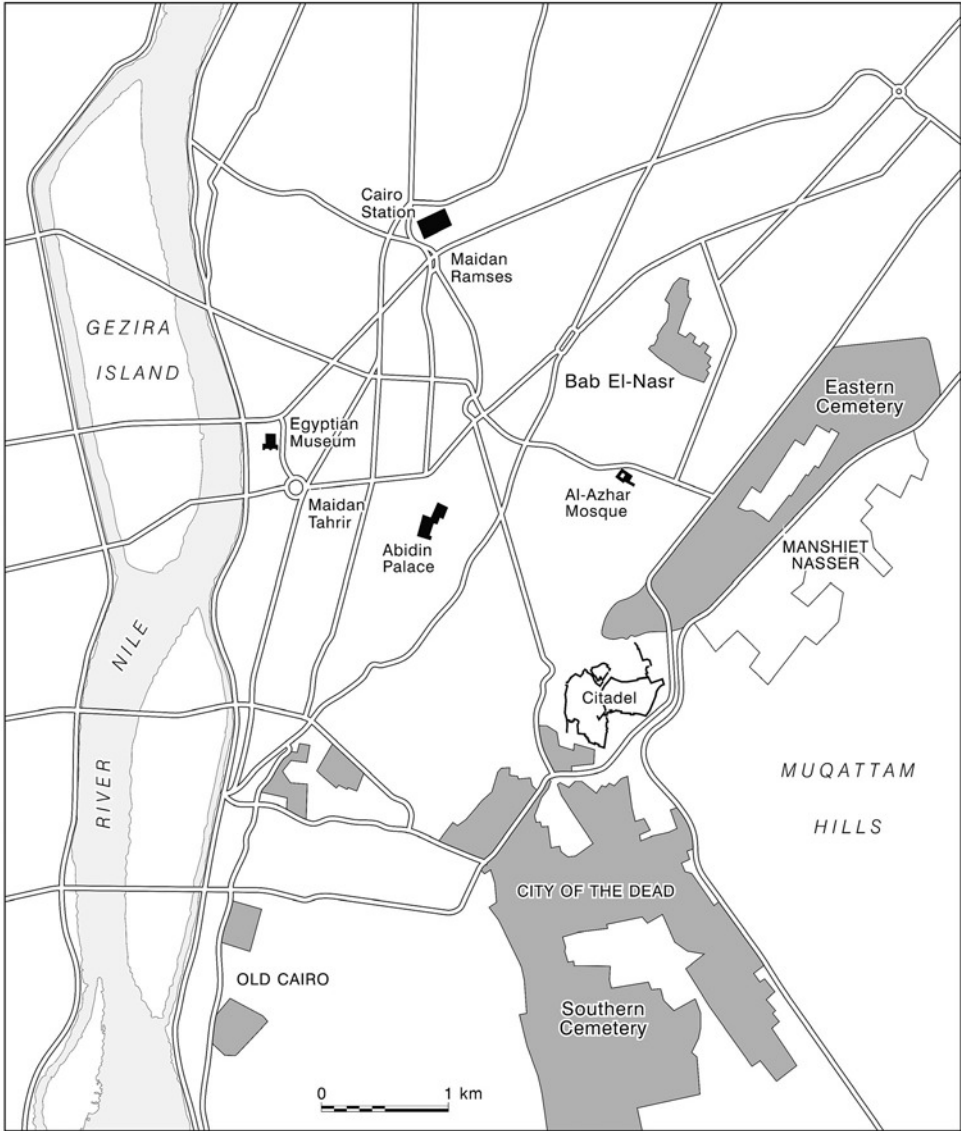 Cairo
Station
Maidan
Ramses
GEZIRA
ISLAND
Bab El-Nasr
Eastern
Cemetery
Egyptian
Museum
Maidan
Tahrir
Al-Azhar
Mosque
Abidin
Palace
MANSHIET
NASSER
NILE
RIVER
Citadel
MUQATTAM
HILLS
CITY OF THE DEAD
OLD CAIRO
Southern
Cemetery
0 1 km